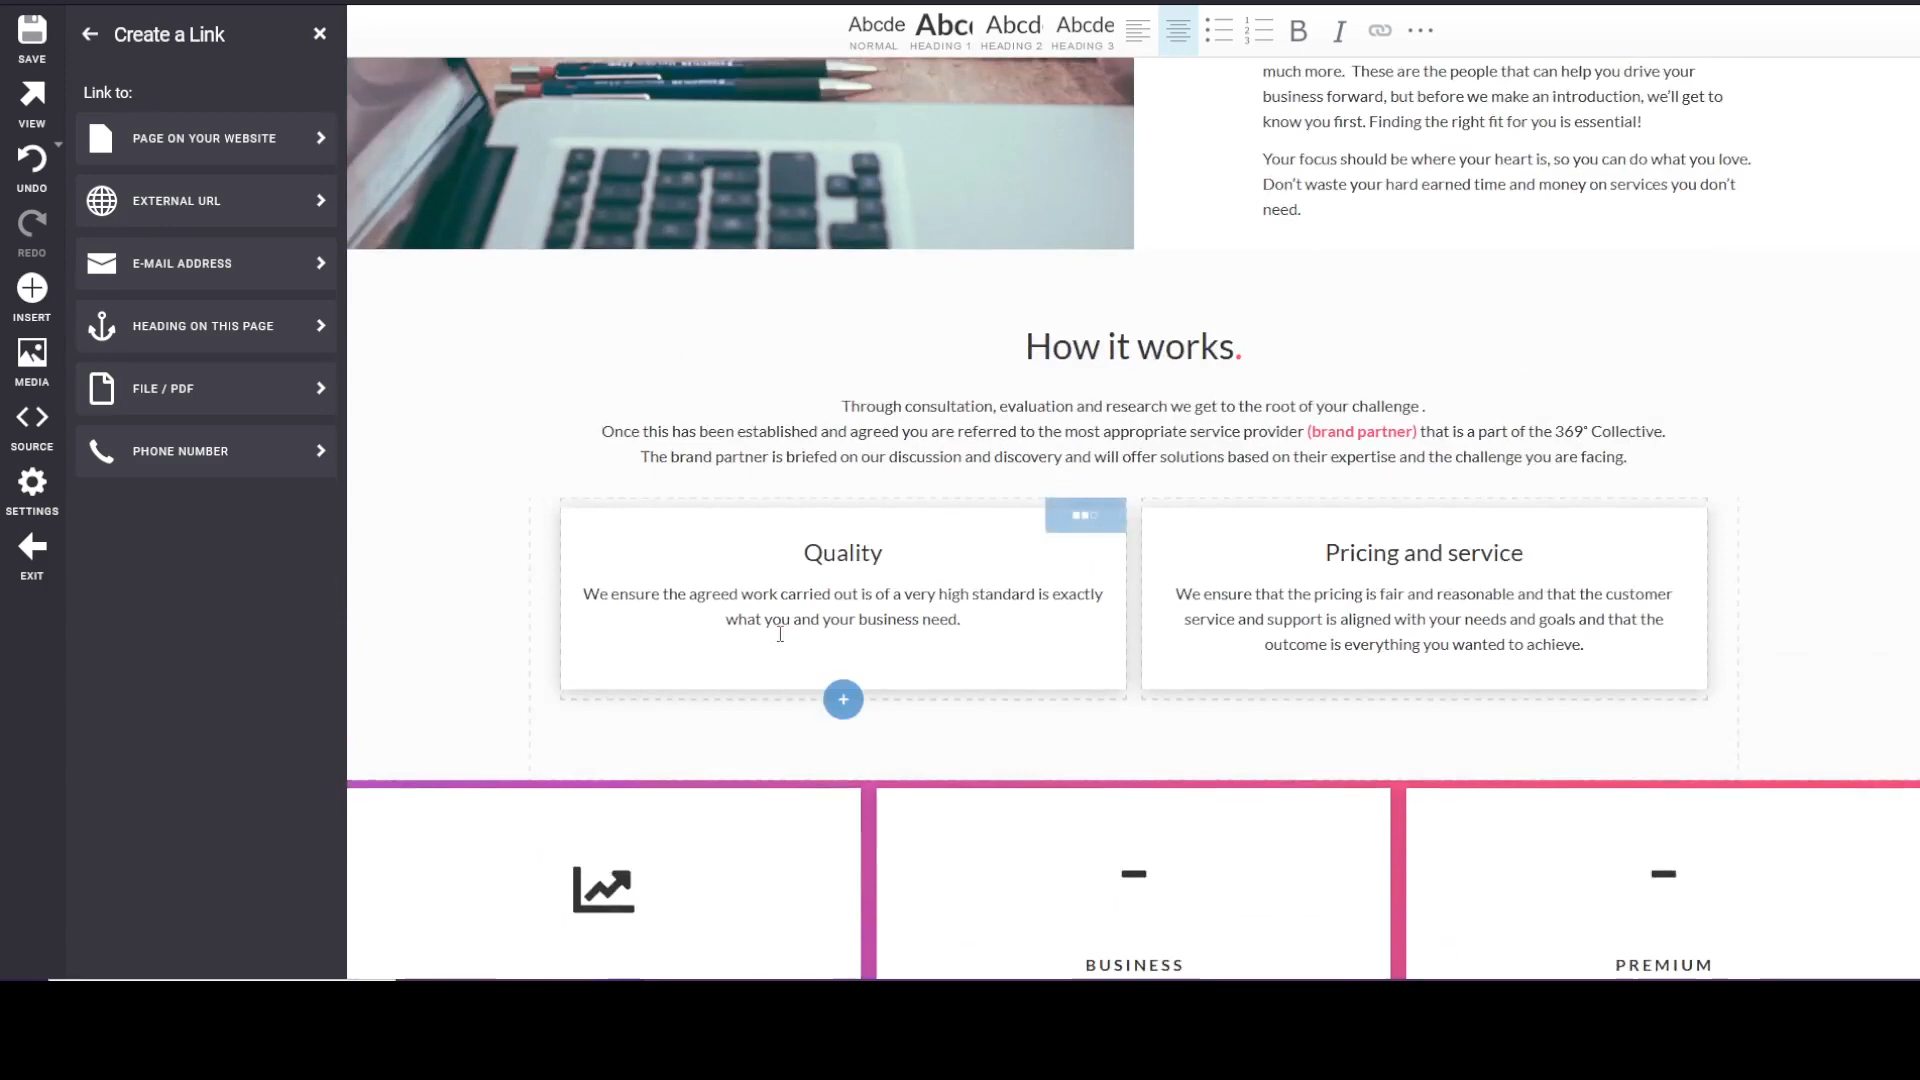 SAVE
VIEW
UNDO
REDO
INSERT
MEDIA
SOURCE
SETTINGS
EXIT
Create a Link
Link to:
PAGE ON YOUR WEBSITE
EXTERNAL URL
E-MAIL ADDRESS
HEADING ON THIS PAGE
FILE / PDF
PHONE NUMBER
Abcde Abc Abcd Abcde
NORMAL HEADING 1 HEADING 2 HEADING 3
B I
much more. These are the people that can help you drive your
business forward, but before we make an introduction, we'll get to
know you first. Finding the right fit for you is essential!
Your focus should be where your heart is, so you can do what you love.
Don't waste your hard earned time and money on services you don't
need.
How it works.
Through consultation, evaluation and research we get to the root of your challenge .
Once this has been established and agreed you are referred to the most appropriate service provider (brand partner) that is a part of the 369° Collective.
The brand partner is briefed on our discussion and discovery and will offer solutions based on their expertise and the challenge you are facing.
Quality
We ensure the agreed work carried out is of a very high standard is exactly
what you and your business need.
Pricing and service
We ensure that the pricing is fair and reasonable and that the customer
service and support is aligned with your needs and goals and that the
outcome is everything you wanted to achieve.
BUSINESS
PREMIUM